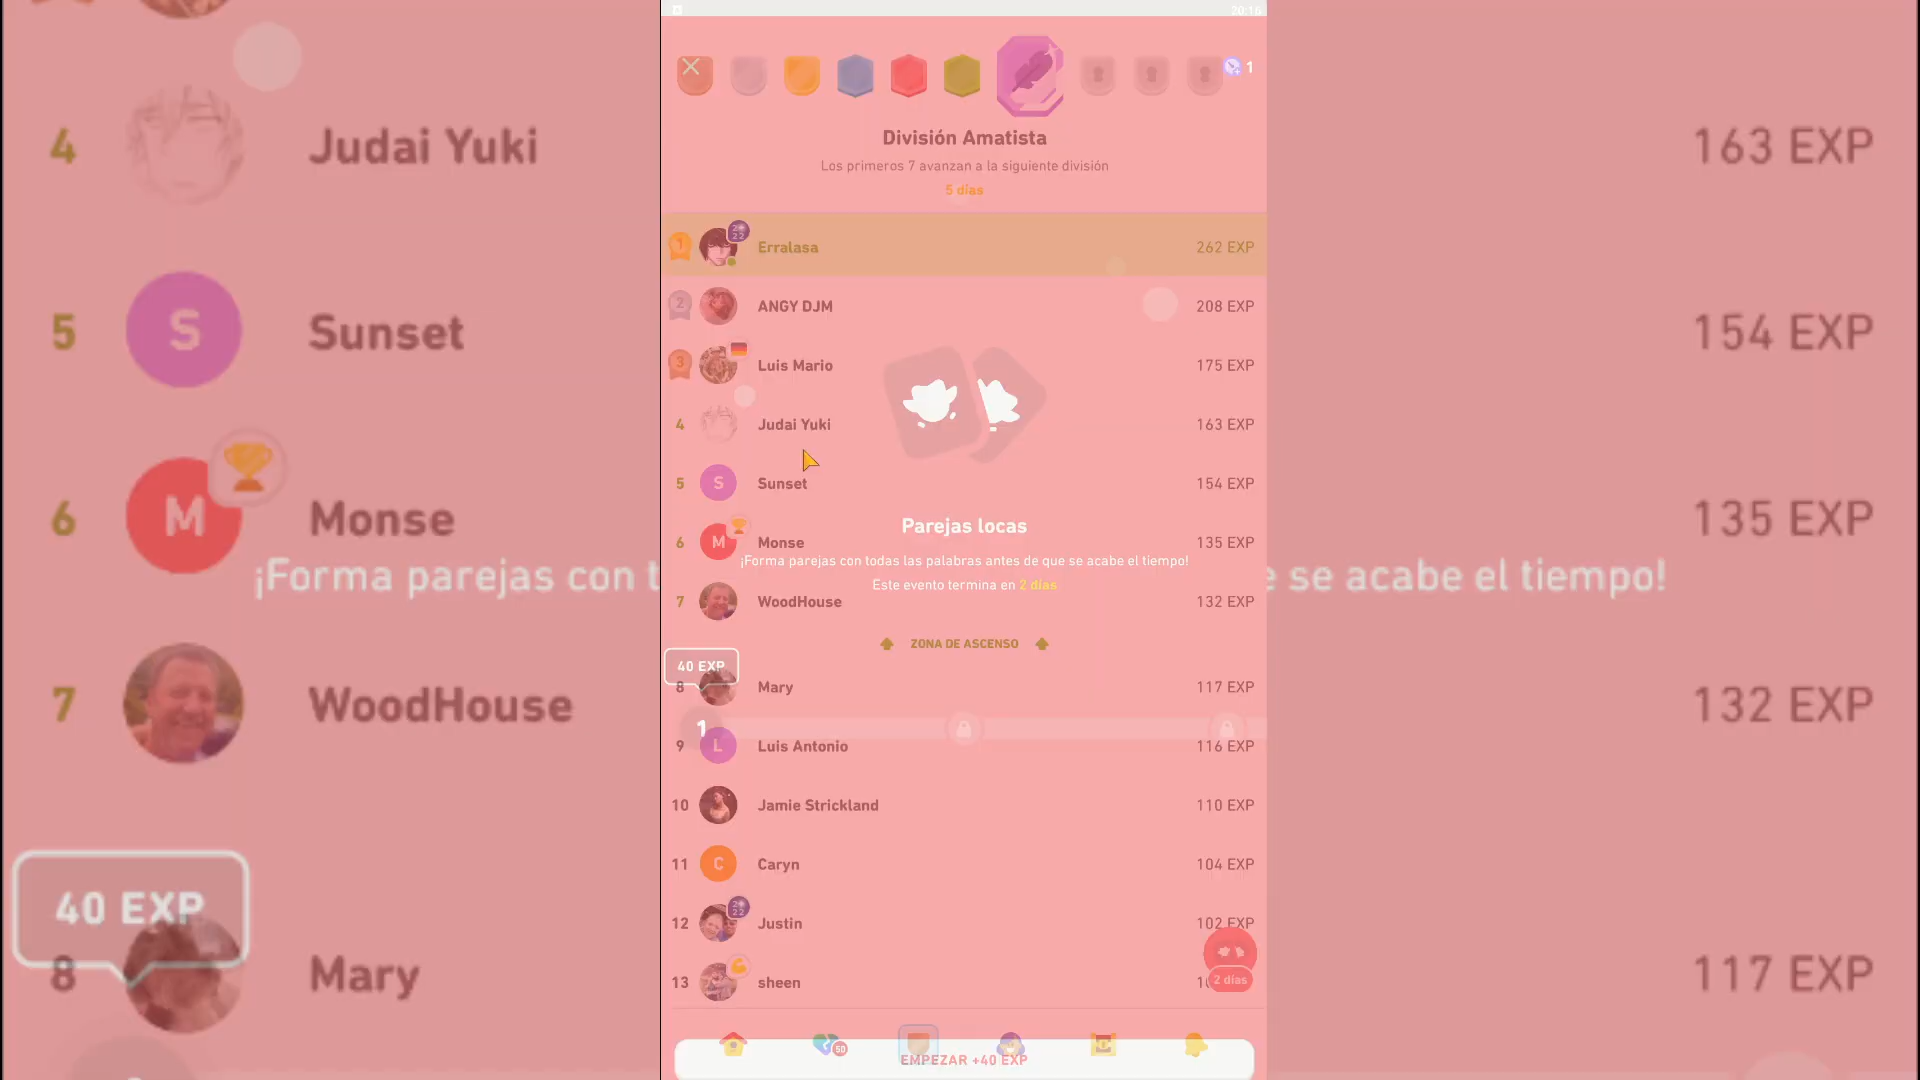 20:15
1
División Amatista
Los primeros 7 avanzan a la siguiente división
5 días
1 Erralasa 262 EXP
2 ANGY DJM 208 EXP
3 Luis Mario 175 EXP
4 Judai Yuki 163 EXP
5 S Sunset 154 EXP
Parejas locas
6 M Monse 135 EXP
¡Forma parejas con todas las palabras antes de que se acabe el tiempo!
Este evento termina en 2 días
7 WoodHouse 132 EXP
ZONA DE ASCENSO
40 EXP
8 Mary 117 EXP
1
9 L Luis Antonio 116 EXP
10 Jamie Strickland 110 EXP
11 C Caryn 104 EXP
12 Justin 102 EXP
13 sheen
2 días
50
EMPEZAR +40 EXP
4 Judai Yuki 163 EXP
5 S Sunset 154 EXP
6 M Monse 135 EXP
¡Forma parejas con t
e se acabe el tiempo!
7 WoodHouse 132 EXP
40 EXP
8 Mary 117 EXP